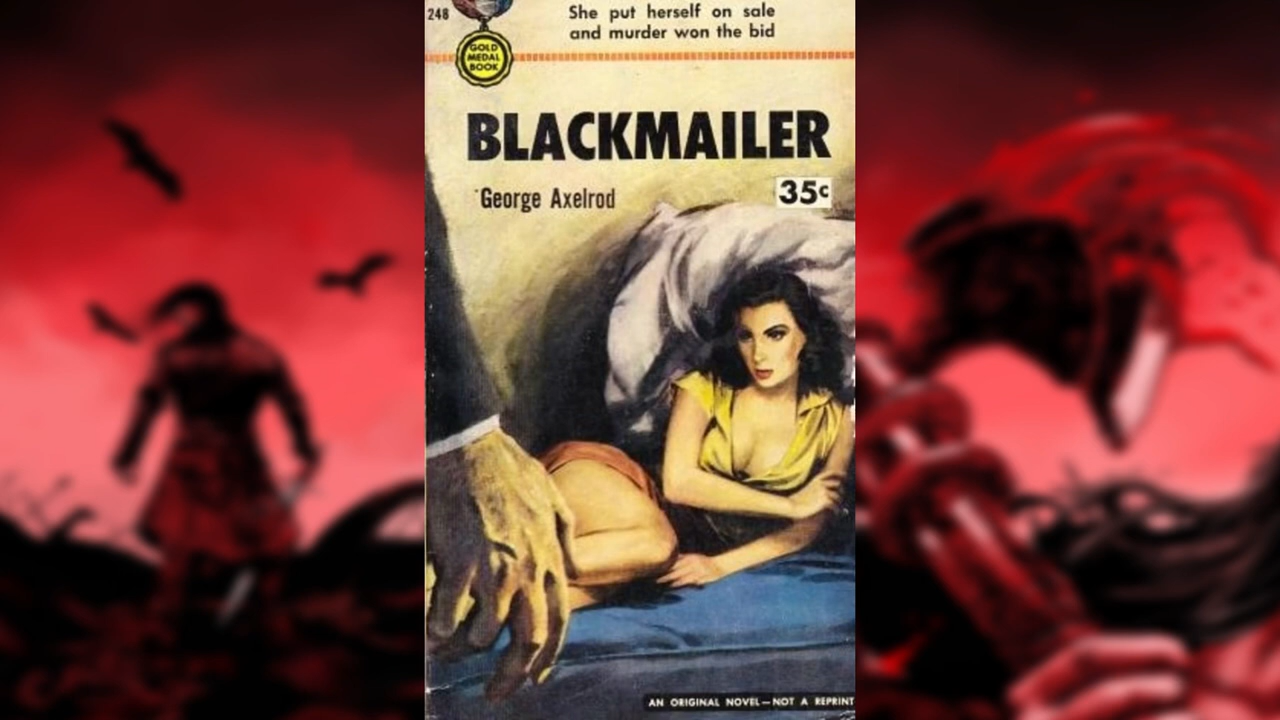 248
She put herself on sale
and murder won the bid
GOLD
MEDAL
BOOK
BLACKMAILER
George Axelrod
35¢
AN ORIGINAL NOVEL—NOT A REPRINT